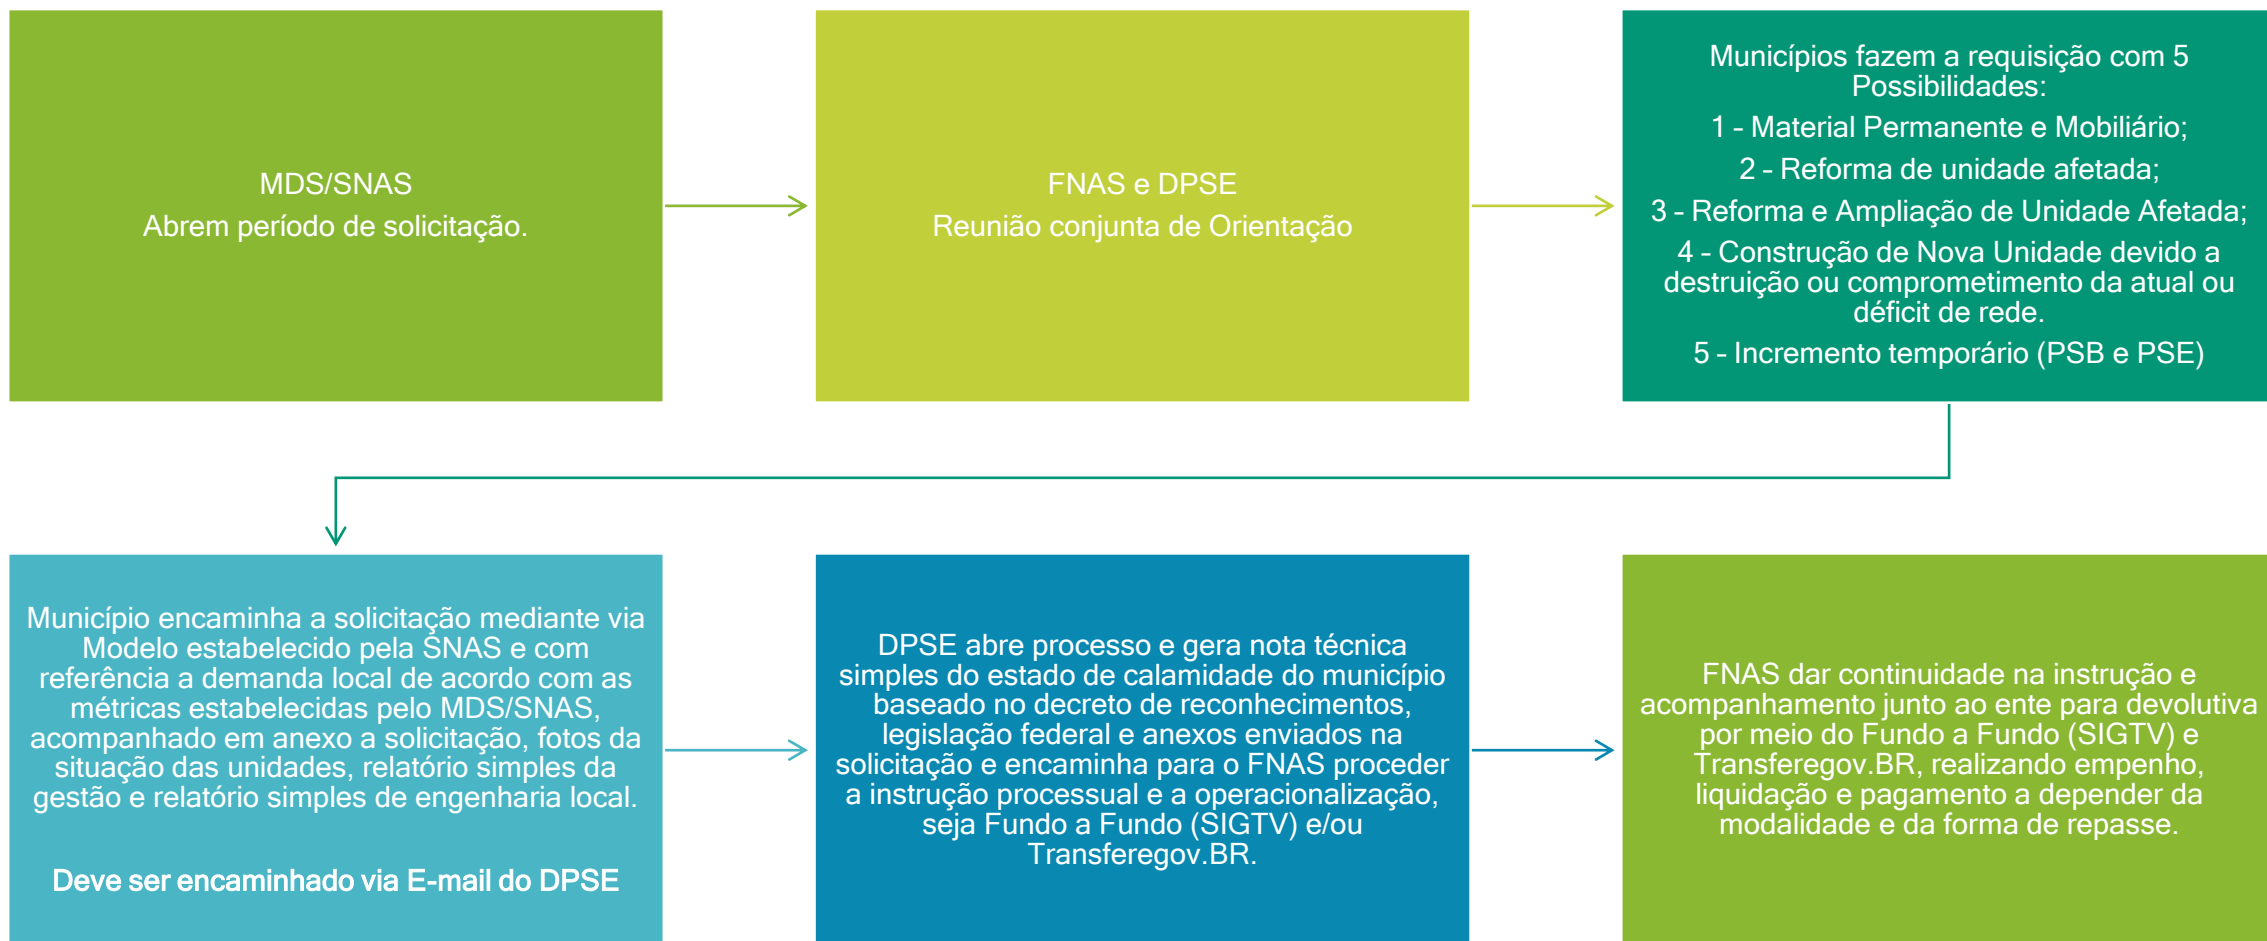 MDS/SNAS
Abrem período de solicitação.
FNAS e DPSE
Reunião conjunta de Orientação
Municípios fazem a requisição com 5
Possibilidades:
1 - Material Permanente e Mobiliário;
2 - Reforma de unidade afetada;
3 - Reforma e Ampliação de Unidade Afetada;
4 - Construção de Nova Unidade devido a
destruição ou comprometimento da atual ou
déficit de rede.
5 - Incremento temporário (PSB e PSE)
Município encaminha a solicitação mediante via
Modelo estabelecido pela SNAS e com
referência a demanda local de acordo com as
métricas estabelecidas pelo MDS/SNAS,
acompanhado em anexo a solicitação, fotos da
situação das unidades, relatório simples da
gestão e relatório simples de engenharia local.
Deve ser encaminhado via E-mail do DPSE
DPSE abre processo e gera nota técnica
simples do estado de calamidade do município
baseado no decreto de reconhecimentos,
legislação federal e anexos enviados na
solicitação e encaminha para o FNAS proceder
a instrução processual e a operacionalização,
seja Fundo a Fundo (SIGTV) e/ou
Transferegov.BR.
FNAS dar continuidade na instrução e
acompanhamento junto ao ente para devolutiva
por meio do Fundo a Fundo (SIGTV) e
Transferegov.BR, realizando empenho,
liquidação e pagamento a depender da
modalidade e da forma de repasse.